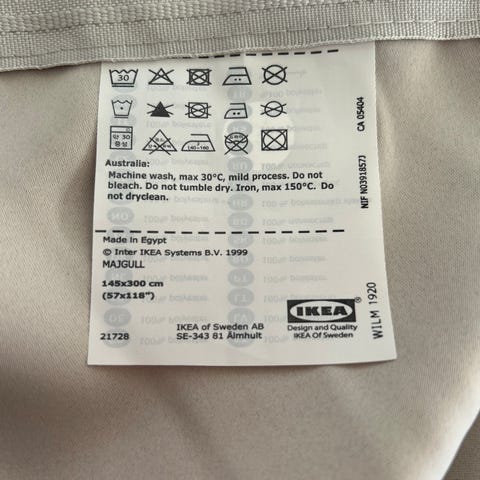 30
Australia:
Machine wash, max 30°C, mild process. Do not
bleach. Do not tumble dry. Iron, max 150°C. Do
not dryclean.
Made in Egypt
© Inter IKEA Systems B.V. 1999
MAJGULL
145x300 cm
(57x118")
21728
IKEA of Sweden AB
SE-343 81 Älmhult
IKEA®
Design and Quality
IKEA Of Sweden
CA 05404
NIF N0391857J
WILM 1920